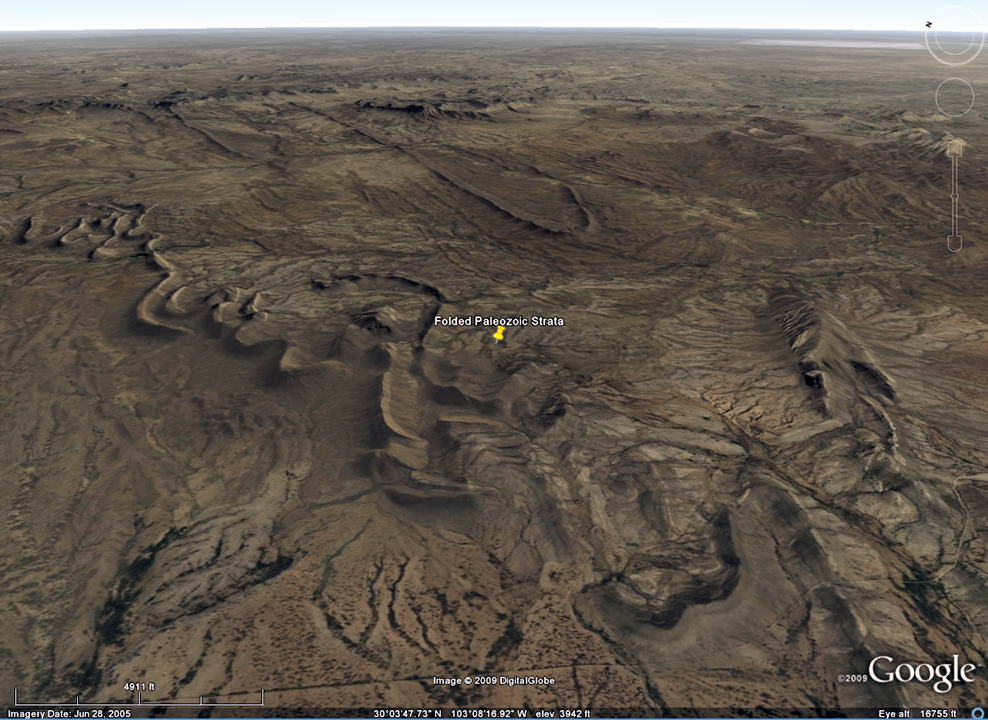 N
Folded Paleozoic Strata
4911 ft
Image © 2009 DigitalGlobe
©2009 Google™
Imagery Date: Jun 28, 2005
30°03'47.73" N 103°08'16.92" W elev 3942 ft
Eye alt 16755 ft